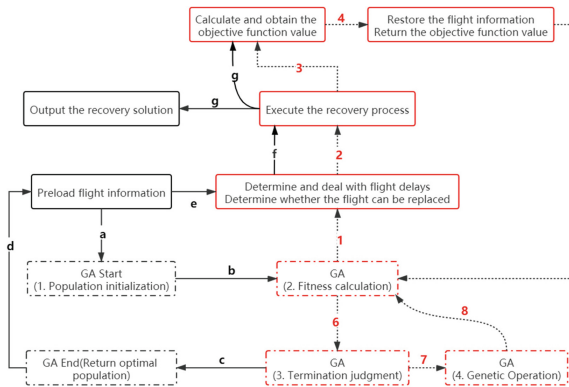 Calculate and obtain the
objective function value
4
Restore the flight information
Return the objective function value
g
3
Output the recovery solution
g
Execute the recovery process
f
2
Preload flight information
e
Determine and deal with flight delays
Determine whether the flight can be replaced
d
a
1
GA Start
(1. Population initialization)
b
GA
(2. Fitness calculation)
6
8
GA End(Return optimal
population)
c
GA
(3. Termination judgment)
7
GA
(4. Genetic Operation)